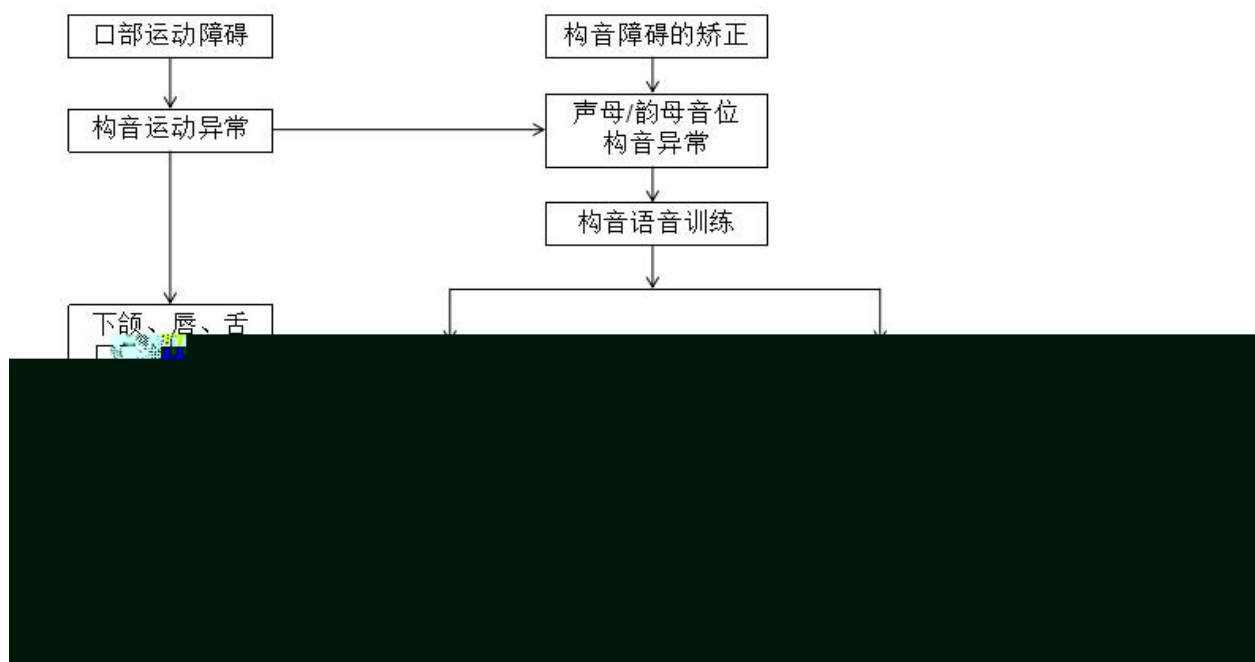 口部运动障碍
构音障碍的矫正
构音运动异常
声母/韵母音位
构音异常
构音语音训练
下颌、唇、舌